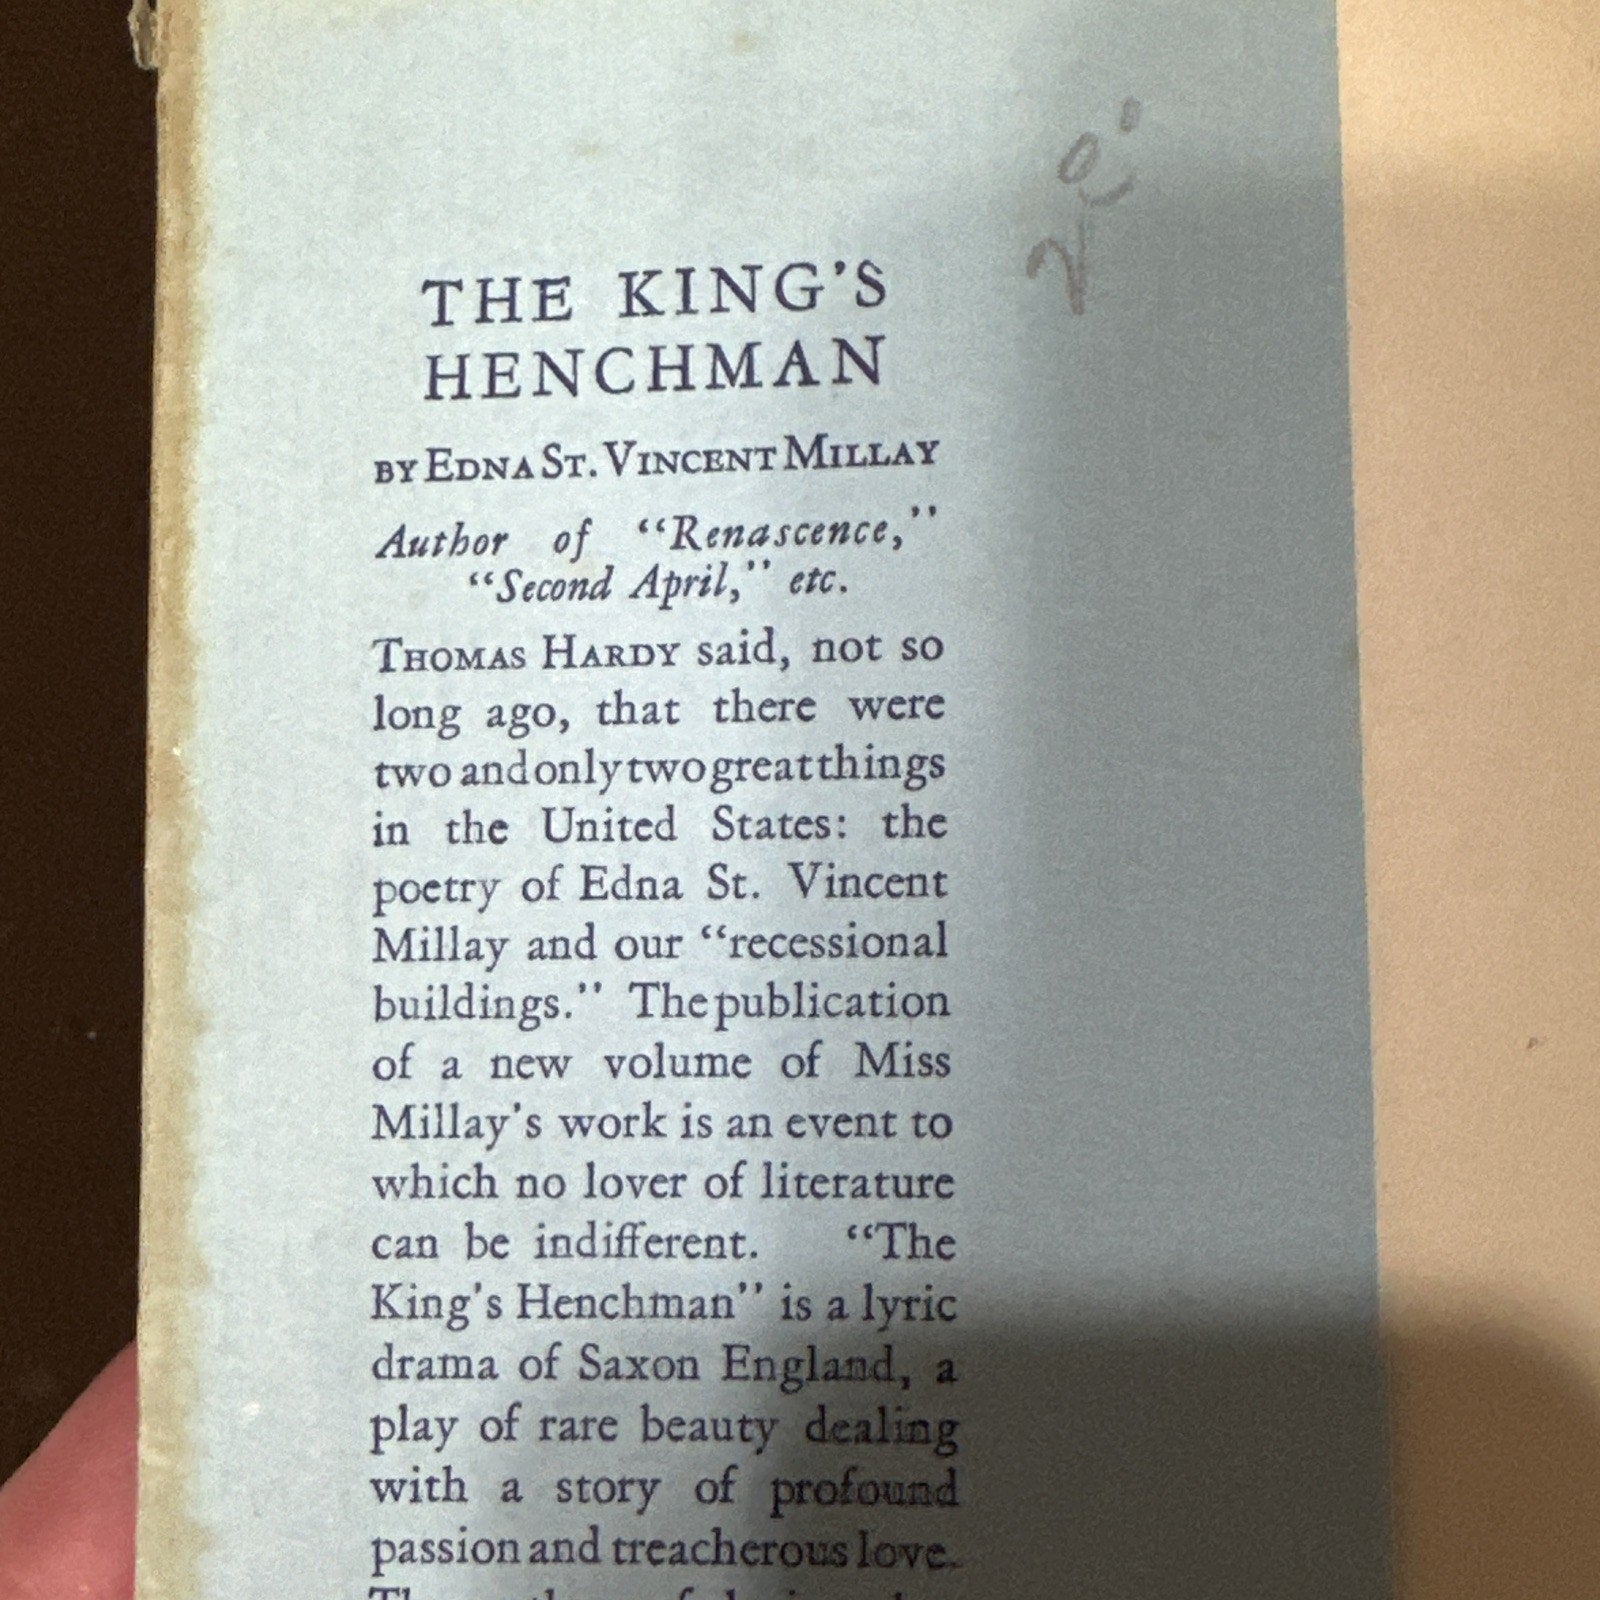 THE KING'S
HENCHMAN
BY EDNA ST. VINCENT MILLAY
Author of "Renascence,"
"Second April," etc.
THOMAS HARDY said, not so
long ago, that there were
two and only two great things
in the United States: the
poetry of Edna St. Vincent
Millay and our "recessional
buildings." The publication
of a new volume of Miss
Millay's work is an event to
which no lover of literature
can be indifferent. "The
King's Henchman" is a lyric
drama of Saxon England, a
play of rare beauty dealing
with a story of profound
passion and treacherous love.